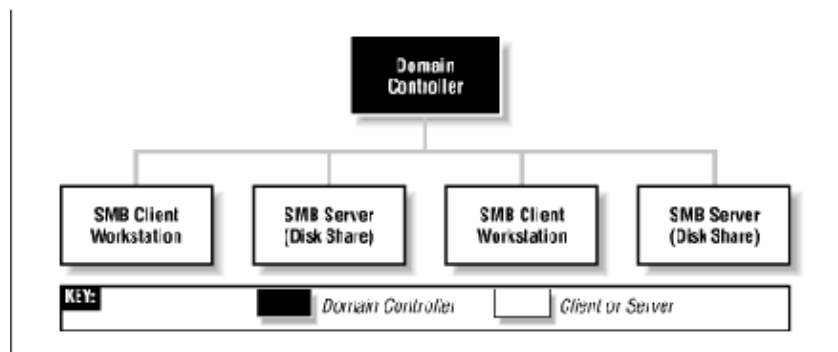 Domain
Controller
SMB Client
Workstation
SMB Server
(Disk Share)
SMB Client
Workstation
SMB Server
(Disk Share)
KEY:
Domain Controller
Client or Server